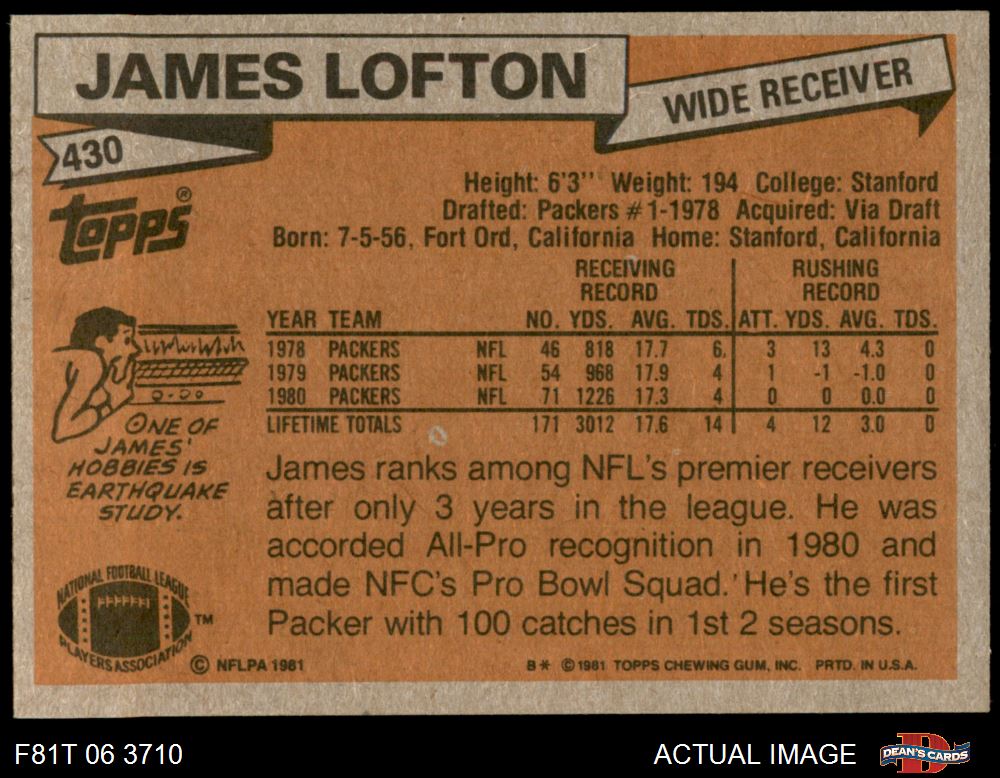 JAMES LOFTON
WIDE RECEIVER
430
topps®
Height: 6'3'' Weight: 194 College: Stanford
Drafted: Packers #1-1978 Acquired: Via Draft
Born: 7-5-56, Fort Ord, California Home: Stanford, California
RECEIVING RECORD RUSHING RECORD
YEAR TEAM NO. YDS. AVG. TDS. ATT. YDS. AVG. TDS.
1978 PACKERS NFL 46 818 17.7 6 3 13 4.3 0
1979 PACKERS NFL 54 968 17.9 4 1 -1 -1.0 0
1980 PACKERS NFL 71 1226 17.3 4 0 0 0.0 0
LIFETIME TOTALS 171 3012 17.6 14 4 12 3.0 0
ONE OF
JAMES'
HOBBIES IS
EARTHQUAKE
STUDY.
James ranks among NFL's premier receivers
after only 3 years in the league. He was
accorded All-Pro recognition in 1980 and
made NFC's Pro Bowl Squad. He's the first
Packer with 100 catches in 1st 2 seasons.
NATIONAL FOOTBALL LEAGUE
PLAYERS ASSOCIATION
TM
© NFLPA 1981
B* ©1981 TOPPS CHEWING GUM, INC. PRTD. IN U.S.A.
F81T 06 3710
ACTUAL IMAGE
DEAN'S CARDS